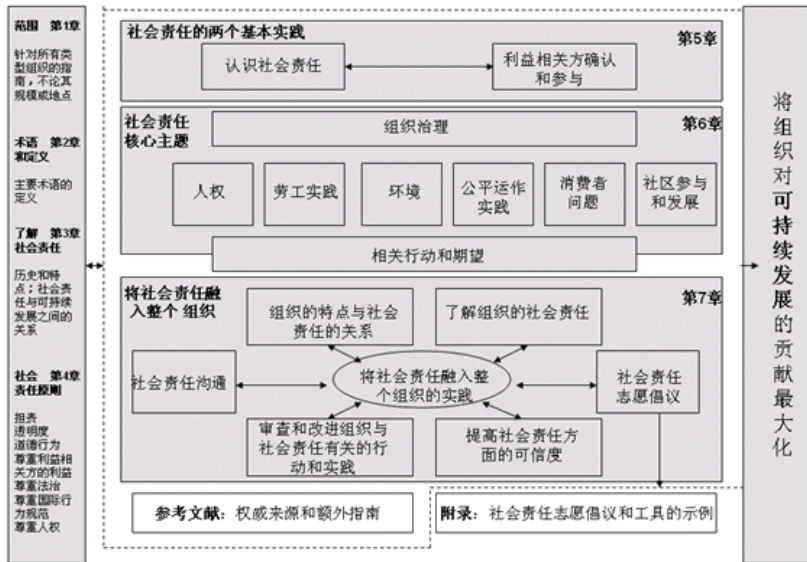 范围 第1章
针对所有类
型组织的指
南，不论其
规模或地点
术语 第2章
和定义
主要术语的
定义
了解 第3章
社会责任
历史和特
点；社会责
任与可持续
发展之间的
关系
社会 第4章
责任原则
担责
透明度
道德行为
尊重利益相
关方的利益
尊重法治
尊重国际行
为规范
尊重人权
社会责任的两个基本实践
第5章
认识社会责任
利益相关方确认
和参与
社会责任
核心主题
第6章
组织治理
人权
劳工实践
环境
公平运作
实践
消费者
问题
社区参与
和发展
相关行动和期望
将社会责任融
入整个 组织
第7章
组织的特点与社会
责任的关系
了解组织的社会责任
社会责任沟通
将社会责任融入整
个组织的实践
社会责任
志愿倡议
审查和改进组织与
社会责任有关的行
动和实践
提高社会责任方
面的可信度
参考文献：权威来源和额外指南
附录：社会责任志愿倡议和工具的示例
将组织对可持续发展的贡献最大化